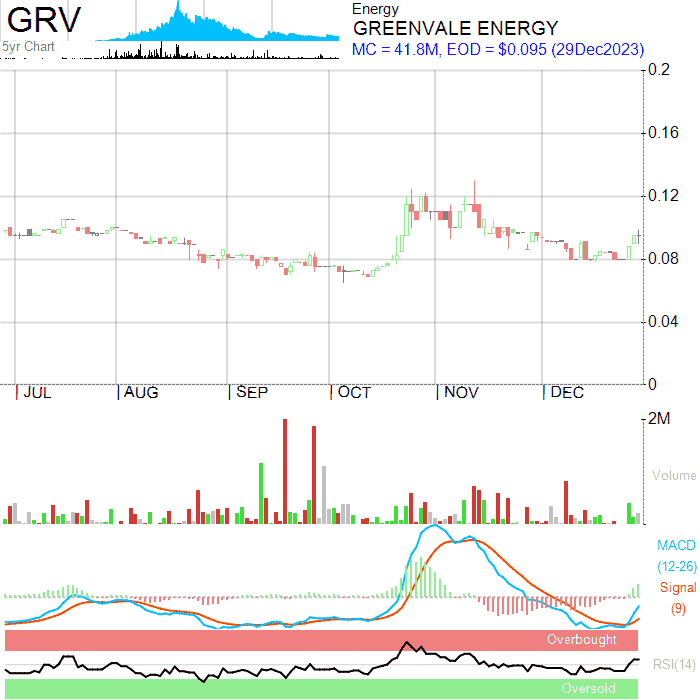 GRV
5yr Chart
Energy
GREENVALE ENERGY
MC = 41.8M, EOD = $0.095 (29Dec2023)
0.2
0.16
0.12
0.08
0.04
0
JUL AUG SEP OCT NOV DEC
2M
Volume
MACD
(12-26)
Signal
(9)
Overbought
RSI(14)
Oversold